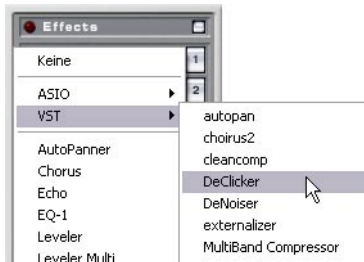 Effects
Keine
1
ASIO
2
VST
AutoPanner
Chorus
Echo
EQ-1
Leveler
Leveler Multi
autopan
choirus2
cleancomp
DeClicker
DeNoiser
externalizer
MultiBand Compressor